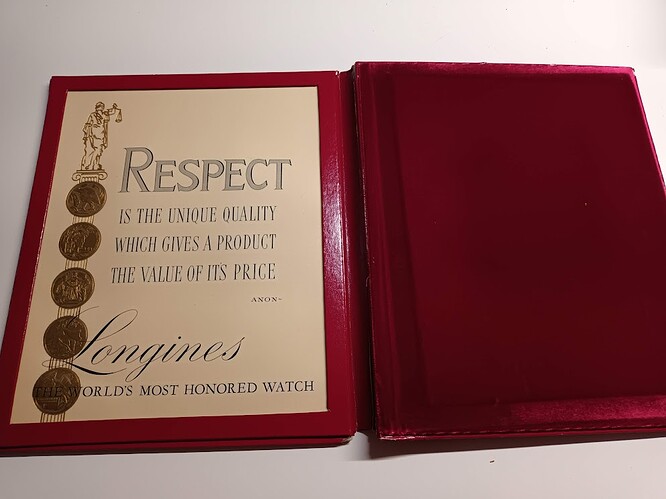 RESPECT
IS THE UNIQUE QUALITY
WHICH GIVES A PRODUCT
THE VALUE OF IT'S PRICE
ANON~
Longines
THE WORLD'S MOST HONORED WATCH